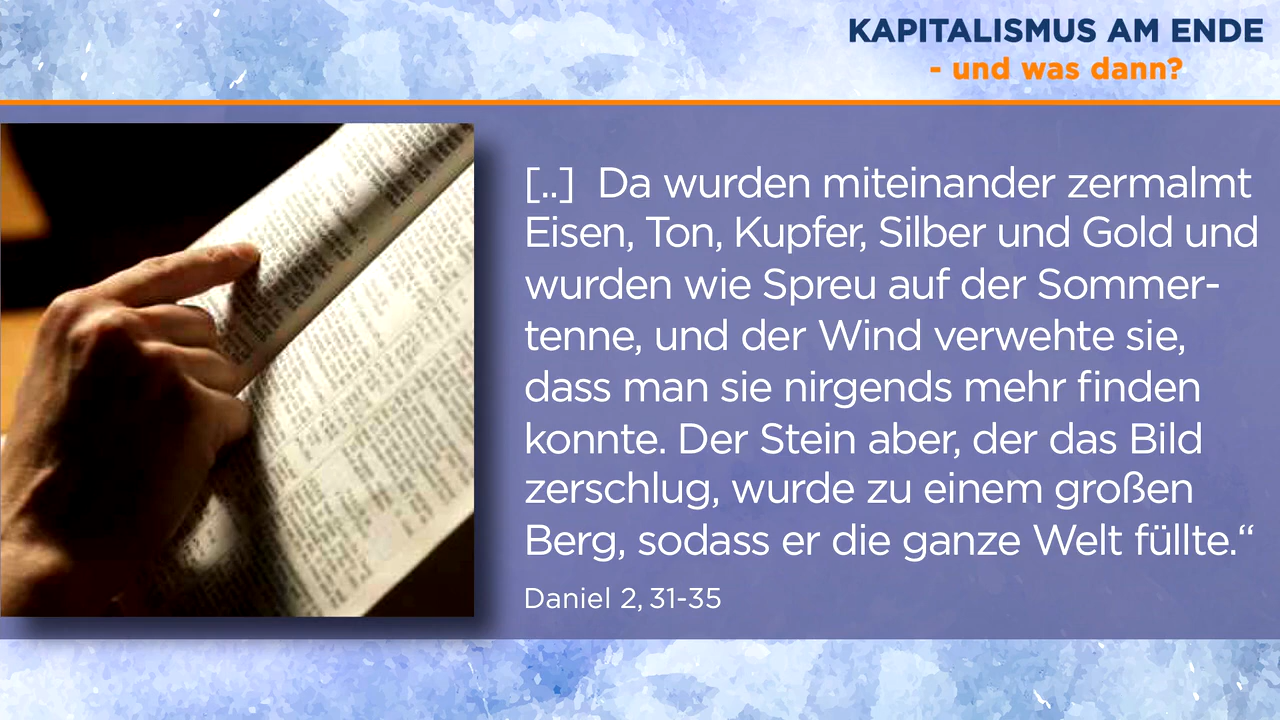 KAPITALISMUS AM ENDE
- und was dann?
[..] Da wurden miteinander zermalmt
Eisen, Ton, Kupfer, Silber und Gold und
wurden wie Spreu auf der Sommer-
tenne, und der Wind verwehte sie,
dass man sie nirgends mehr finden
konnte. Der Stein aber, der das Bild
zerschlug, wurde zu einem großen
Berg, sodass er die ganze Welt füllte.“
Daniel 2, 31-35